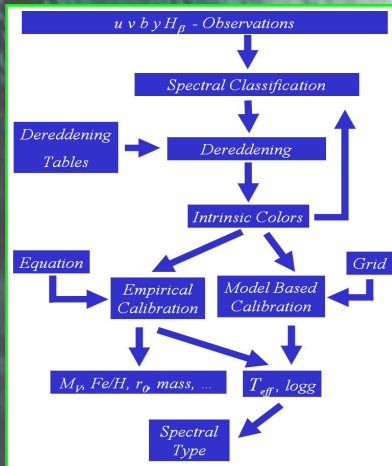 u v b y Hβ - Observations
Spectral Classification
Dereddening
Tables
Dereddening
Intrinsic Colors
Equation
Grid
Empirical
Calibration
Model Based
Calibration
MV, Fe/H, r0, mass, ...
Teff, logg
Spectral
Type